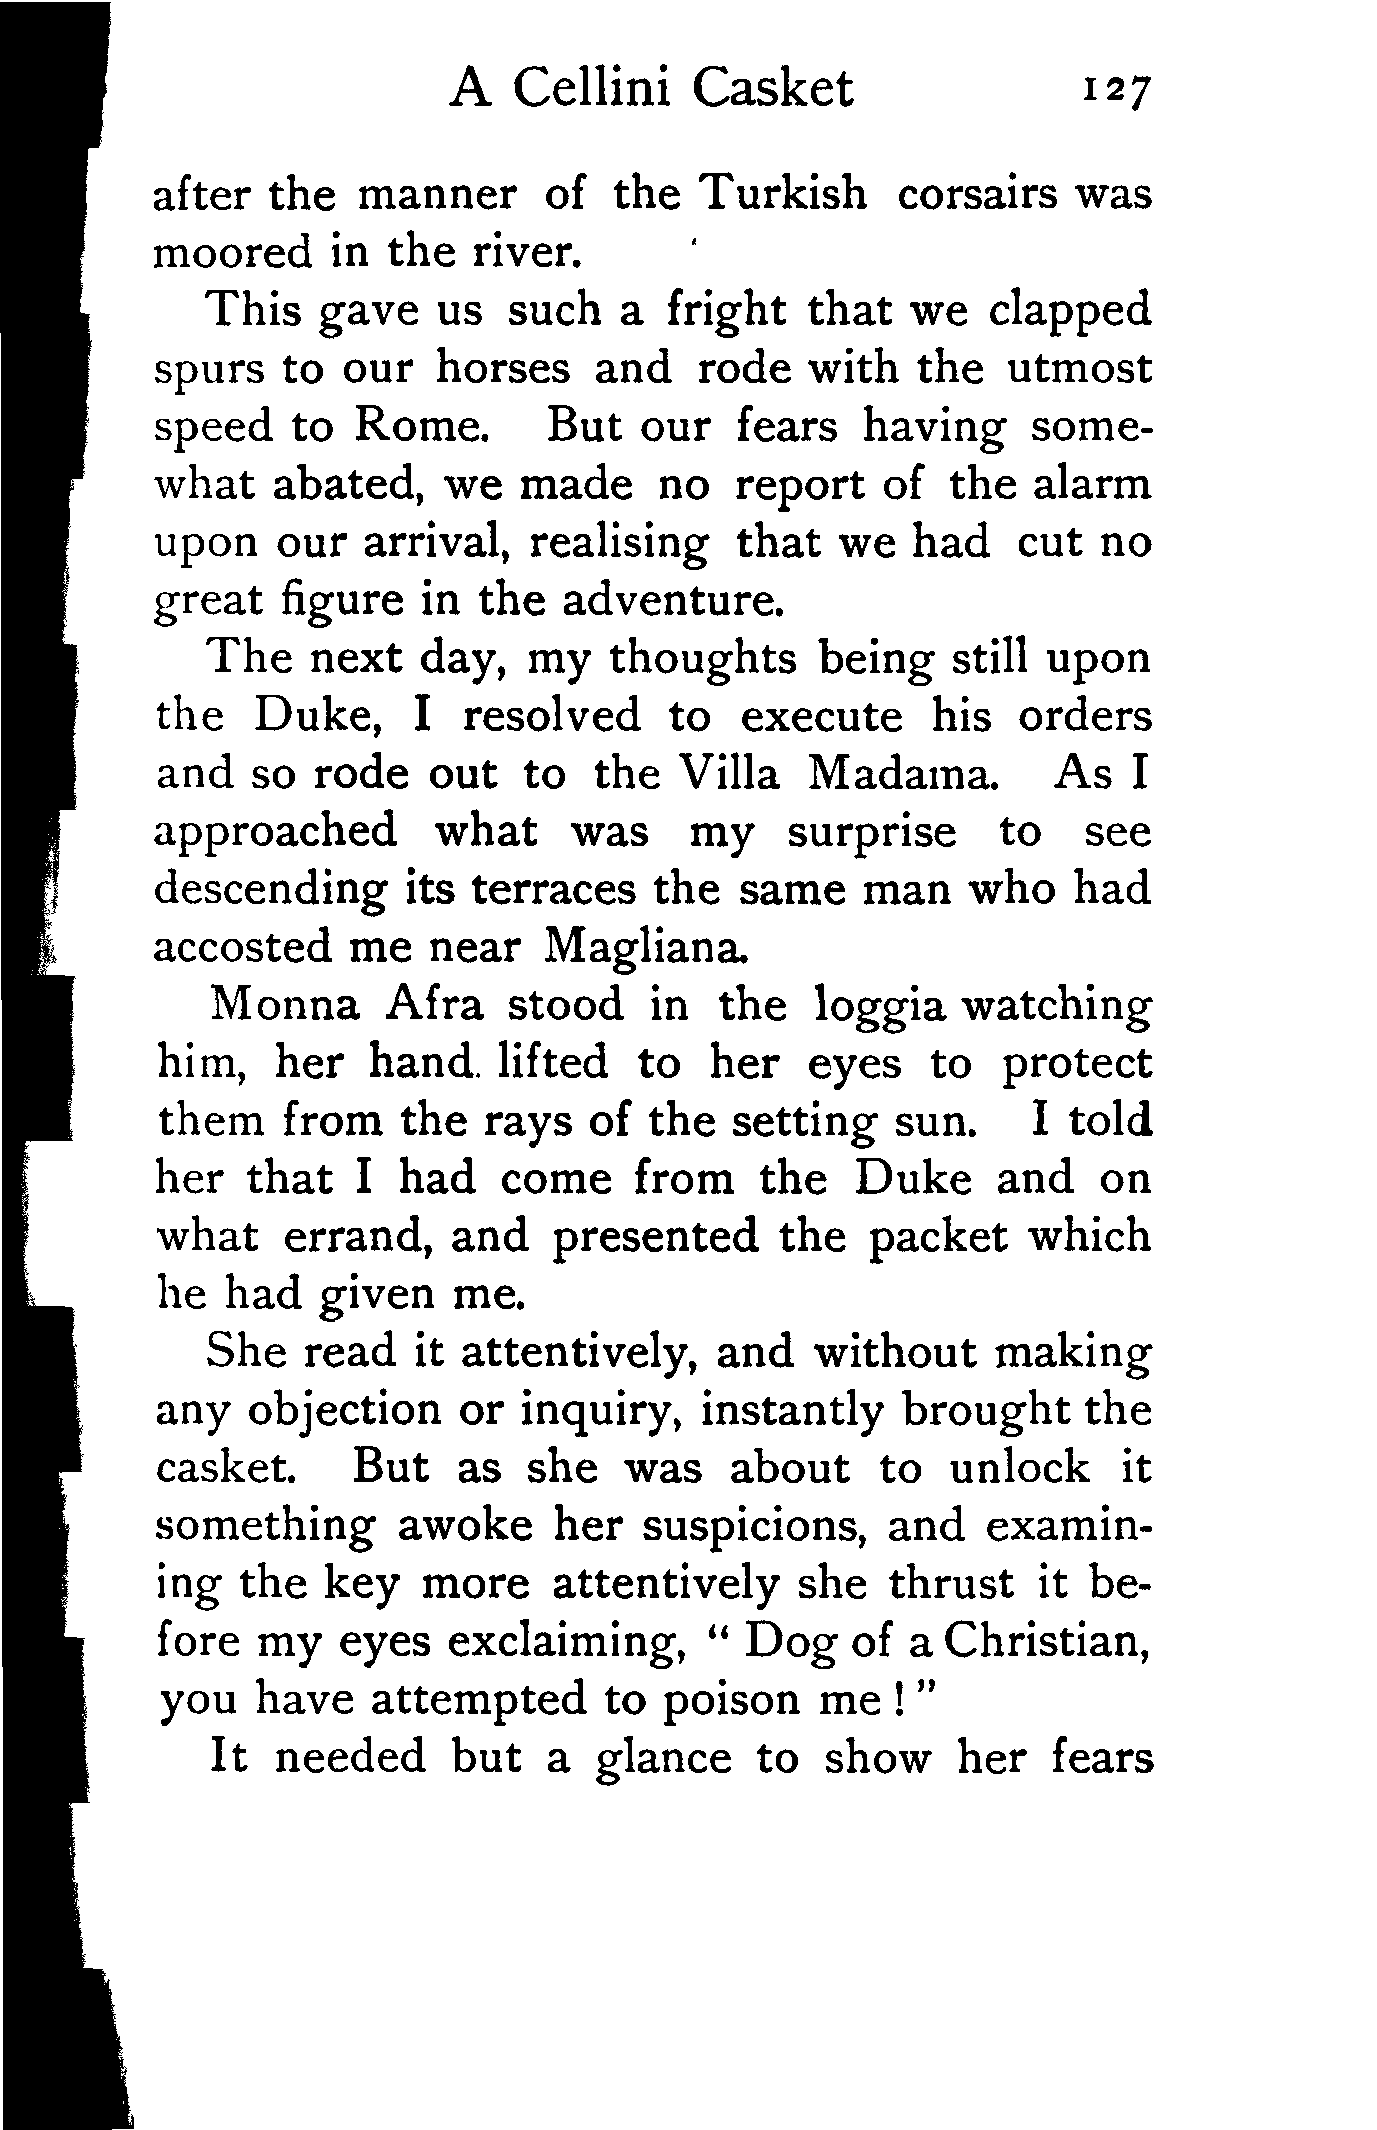 A Cellini Casket 127
after the manner of the Turkish corsairs was
moored in the river.
This gave us such a fright that we clapped
spurs to our horses and rode with the utmost
speed to Rome. But our fears having some-
what abated, we made no report of the alarm
upon our arrival, realising that we had cut no
great figure in the adventure.
The next day, my thoughts being still upon
the Duke, I resolved to execute his orders
and so rode out to the Villa Madama. As I
approached what was my surprise to see
descending its terraces the same man who had
accosted me near Magliana.
Monna Afra stood in the loggia watching
him, her hand. lifted to her eyes to protect
them from the rays of the setting sun. I told
her that I had come from the Duke and on
what errand, and presented the packet which
he had given me.
She read it attentively, and without making
any objection or inquiry, instantly brought the
casket. But as she was about to unlock it
something awoke her suspicions, and examin-
ing the key more attentively she thrust it be-
fore my eyes exclaiming, “ Dog of a Christian,
you have attempted to poison me ! ”
It needed but a glance to show her fears